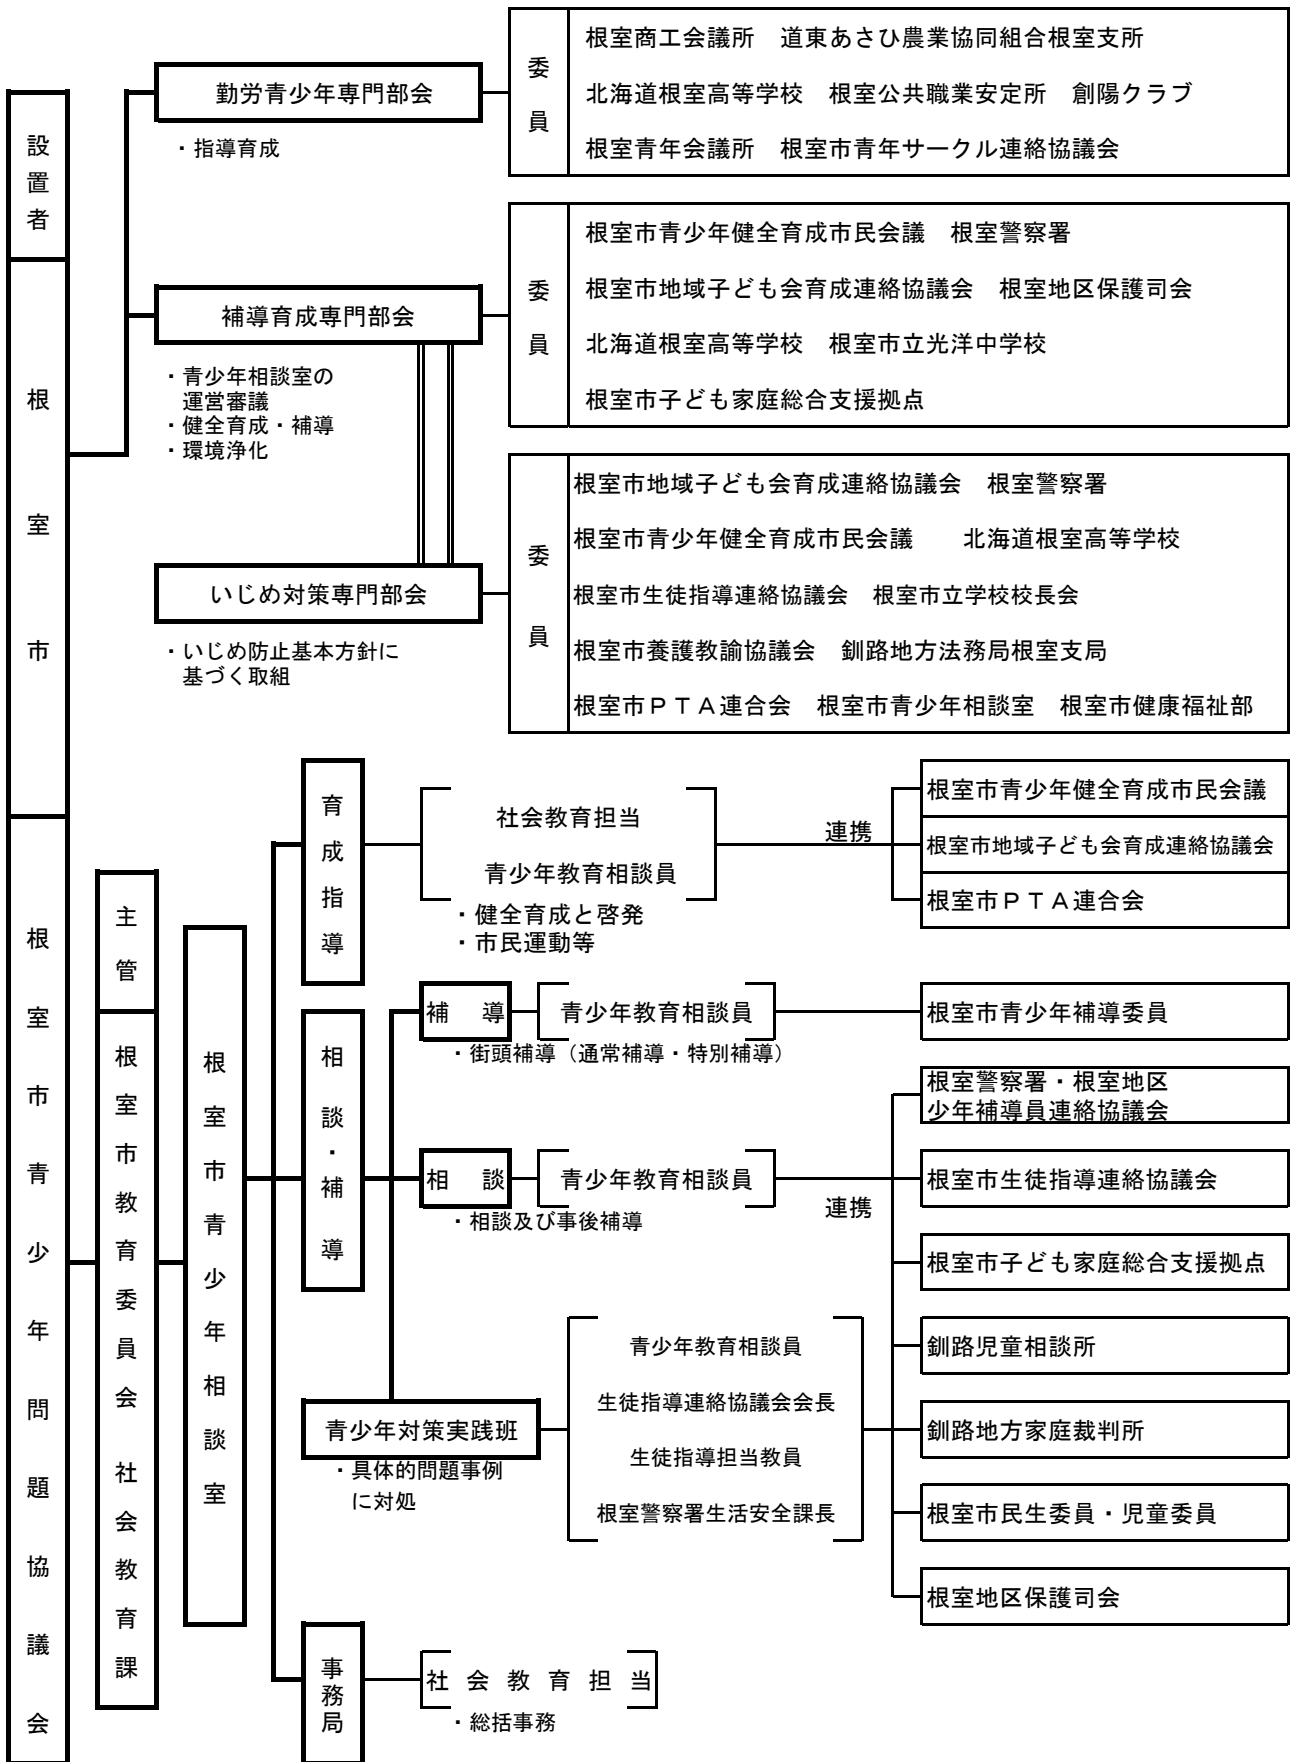 設置者
根室市
根室市青少年問題協議会
勤労青少年専門部会
・指導育成
委員
根室商工会議所　道東あさひ農業協同組合根室支所
北海道根室高等学校　根室公共職業安定所　創陽クラブ
根室青年会議所　根室市青年サークル連絡協議会
補導育成専門部会
・青少年相談室の
運営審議
・健全育成・補導
・環境浄化
委員
根室市青少年健全育成市民会議　根室警察署
根室市地域子ども会育成連絡協議会　根室地区保護司会
北海道根室高等学校　根室市立光洋中学校
根室市子ども家庭総合支援拠点
いじめ対策専門部会
・いじめ防止基本方針に
基づく取組
委員
根室市地域子ども会育成連絡協議会　根室警察署
根室市青少年健全育成市民会議　　北海道根室高等学校
根室市生徒指導連絡協議会　根室市立学校校長会
根室市養護教諭協議会　釧路地方法務局根室支局
根室市ＰＴＡ連合会　根室市青少年相談室　根室市健康福祉部
主管
根室市教育委員会　社会教育課
根室市青少年相談室
育成指導
社会教育担当
青少年教育相談員
・健全育成と啓発
・市民運動等
連携
根室市青少年健全育成市民会議
根室市地域子ども会育成連絡協議会
根室市ＰＴＡ連合会
相談・補導
補　導
青少年教育相談員
・街頭補導（通常補導・特別補導）
根室市青少年補導委員
相　談
青少年教育相談員
・相談及び事後補導
連携
根室警察署・根室地区
少年補導員連絡協議会
根室市生徒指導連絡協議会
根室市子ども家庭総合支援拠点
釧路児童相談所
釧路地方家庭裁判所
根室市民生委員・児童委員
根室地区保護司会
青少年対策実践班
・具体的問題事例
に対処
青少年教育相談員
生徒指導連絡協議会会長
生徒指導担当教員
根室警察署生活安全課長
事務局
社会教育担当
・総括事務